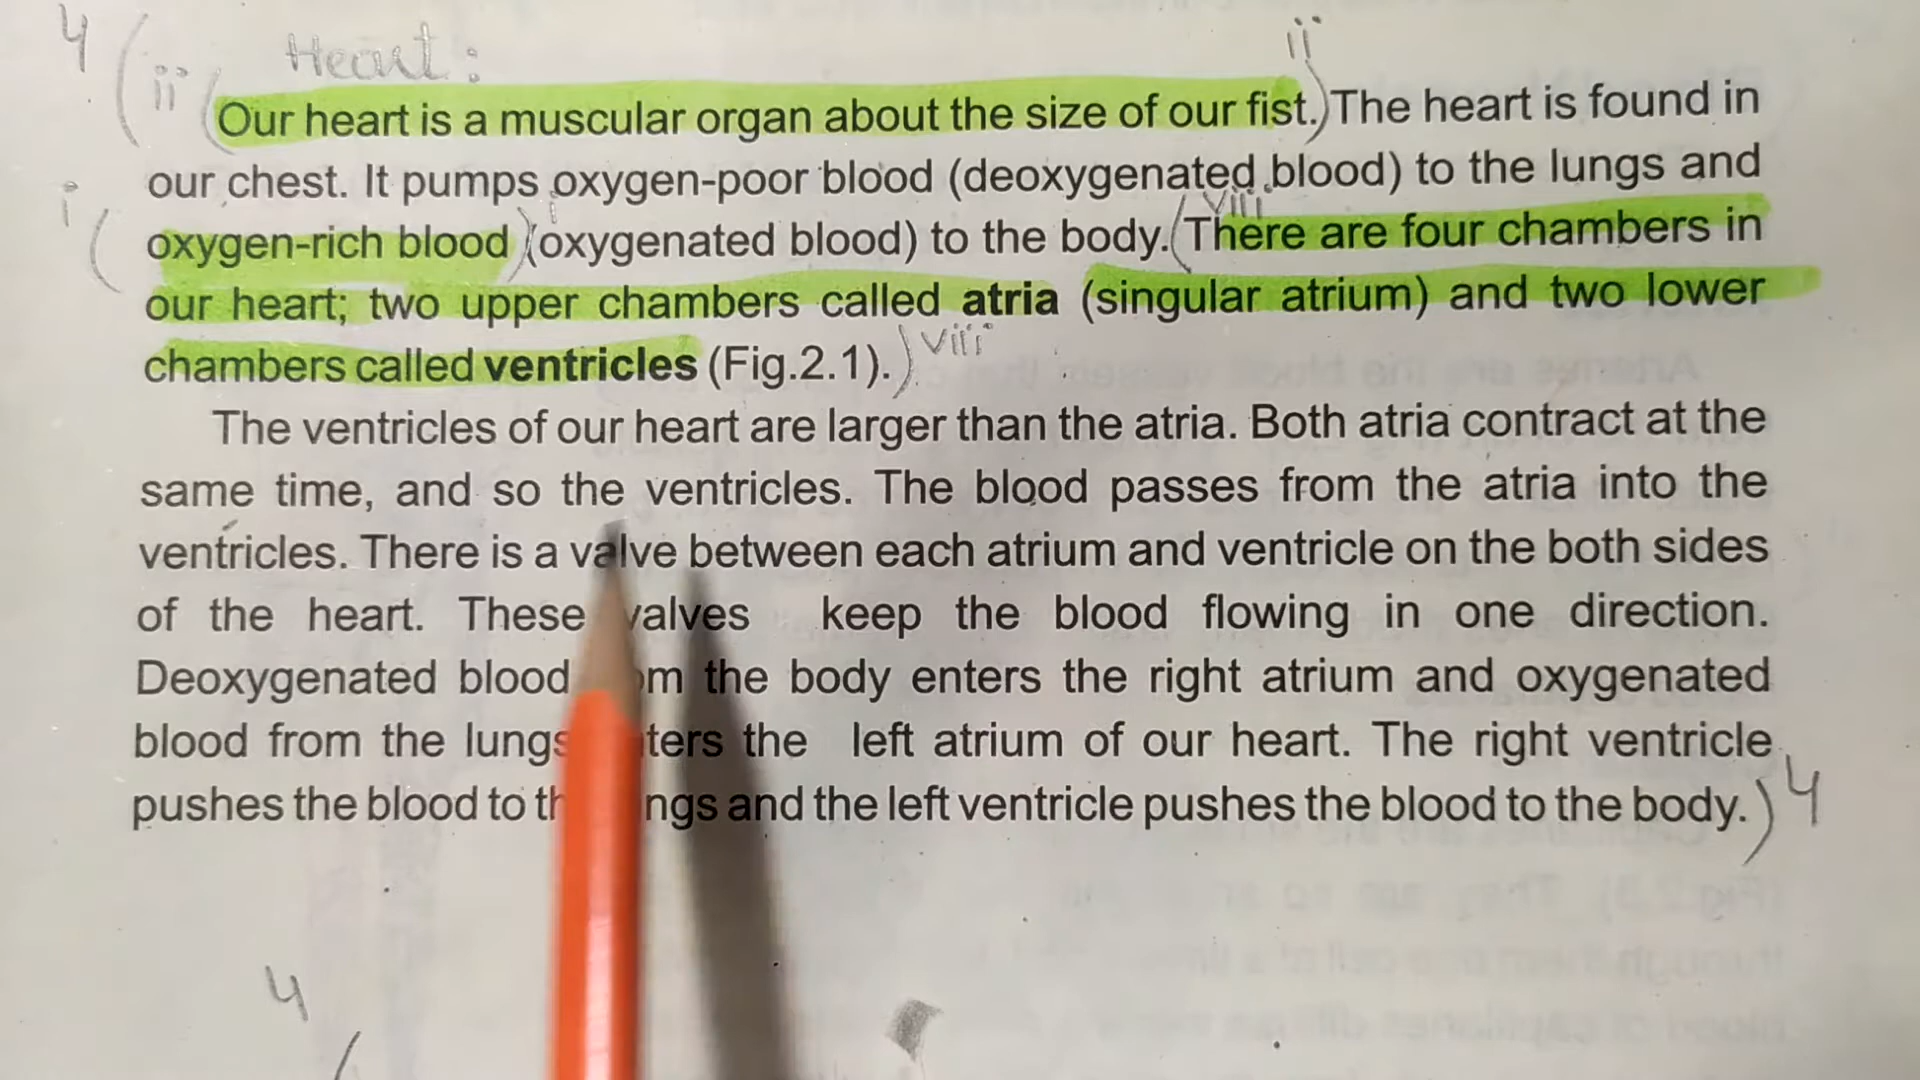 4 ( ii ( Heart: ii
Our heart is a muscular organ about the size of our fist.) The heart is found in
our chest. It pumps oxygen-poor blood (deoxygenated blood) to the lungs and
i ( oxygen-rich blood ) i (oxygenated blood) to the body. ( viii There are four chambers in
our heart; two upper chambers called atria (singular atrium) and two lower
chambers called ventricles (Fig.2.1). ) viii
The ventricles of our heart are larger than the atria. Both atria contract at the
same time, and so the ventricles. The blood passes from the atria into the
ventricles. There is a valve between each atrium and ventricle on the both sides
of the heart. These valves keep the blood flowing in one direction.
Deoxygenated blood the body enters the right atrium and oxygenated
blood from the lungs the left atrium of our heart. The right ventricle
pushes the blood to and the left ventricle pushes the blood to the body. ) 4
4
(